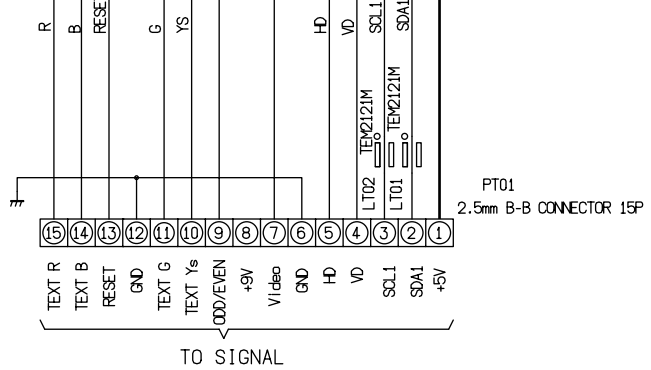 R
B
RESE
G
YS
HD
VD
SCL1
SDA1
TEM2121M
TEM2121M
LT02
LT01
PT01
2.5mm B-B CONNECTOR 15P
15 14 13 12 11 10 9 8 7 6 5 4 3 2 1
TEXT R
TEXT B
RESET
GND
TEXT G
TEXT Ys
ODD/EVEN
+9V
Video
GND
HD
VD
SCL1
SDA1
+5V
TO SIGNAL